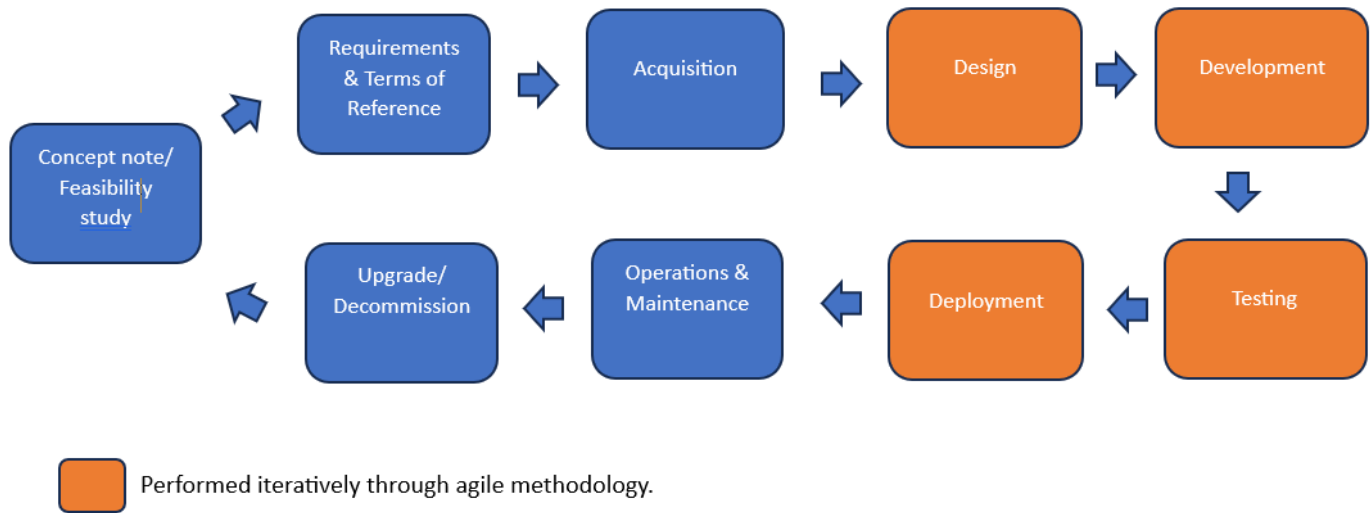 Concept note/
Feasibility
study
Requirements
& Terms of
Reference
Acquisition
Design
Development
Testing
Deployment
Operations &
Maintenance
Upgrade/
Decommission
Performed iteratively through agile methodology.